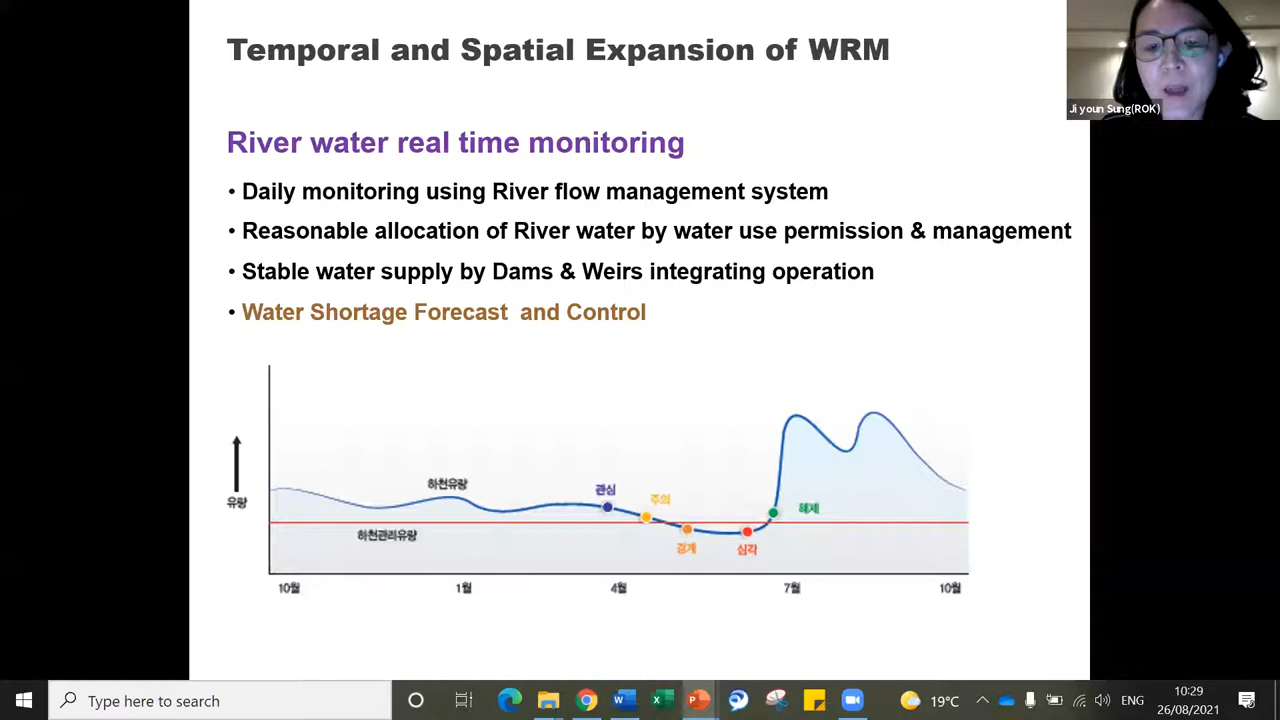 Temporal and Spatial Expansion of WRM
Ji youn Sung(ROK)
River water real time monitoring
• Daily monitoring using River flow management system
• Reasonable allocation of River water by water use permission & management
• Stable water supply by Dams & Weirs integrating operation
• Water Shortage Forecast and Control
유량
하천유량
하천관리유량
관심
주의
경계
심각
해제
10월
1월
4월
7월
10월
Type here to search
19°C
ENG
10:29
26/08/2021